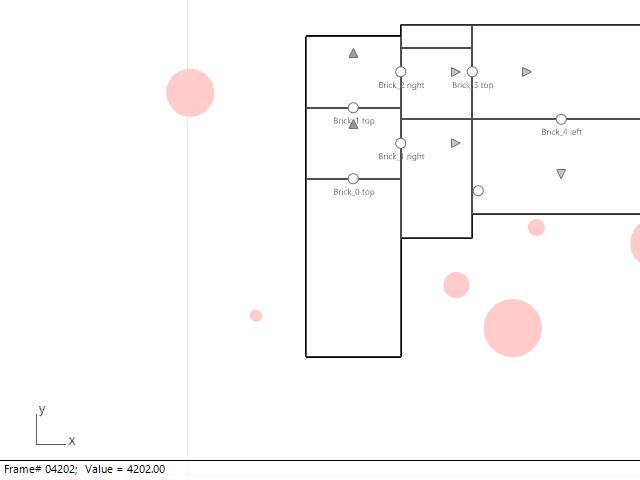 Brick_2 right
Brick_3 top
Brick_1 top
Brick_4 left
Brick_1 right
Brick_0 top
y
x
Frame# 04202; Value = 4202.00